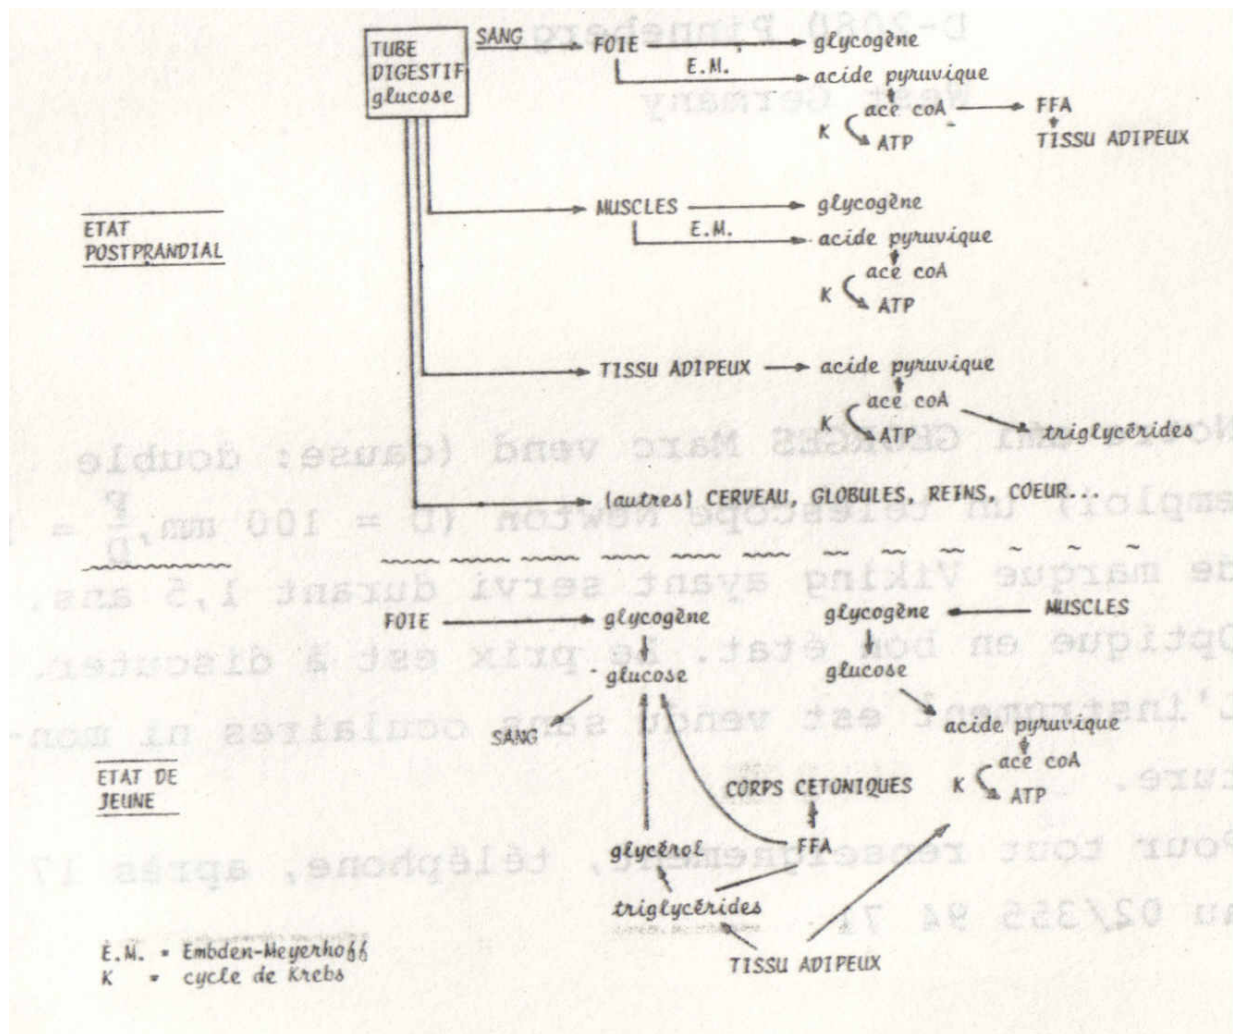 TUBE
DIGESTIF
glucose
SANG
FOIE
glycogène
E.M.
acide pyruvique
ace coA
FFA
K
ATP
TISSU ADIPEUX
ETAT
POSTPRANDIAL
MUSCLES
glycogène
E.M.
acide pyruvique
ace coA
K
ATP
TISSU ADIPEUX
acide pyruvique
ace coA
K
ATP
triglycérides
(autres) CERVEAU, GLOBULES, REINS, COEUR...
FOIE
glycogène
glycogène
MUSCLES
glucose
glucose
SANG
acide pyruvique
ace coA
K
ATP
ETAT DE
JEUNE
CORPS CETONIQUES
glycérol
FFA
triglycérides
TISSU ADIPEUX
E.M. = Embden-Meyerhoff
K = cycle de Krebs